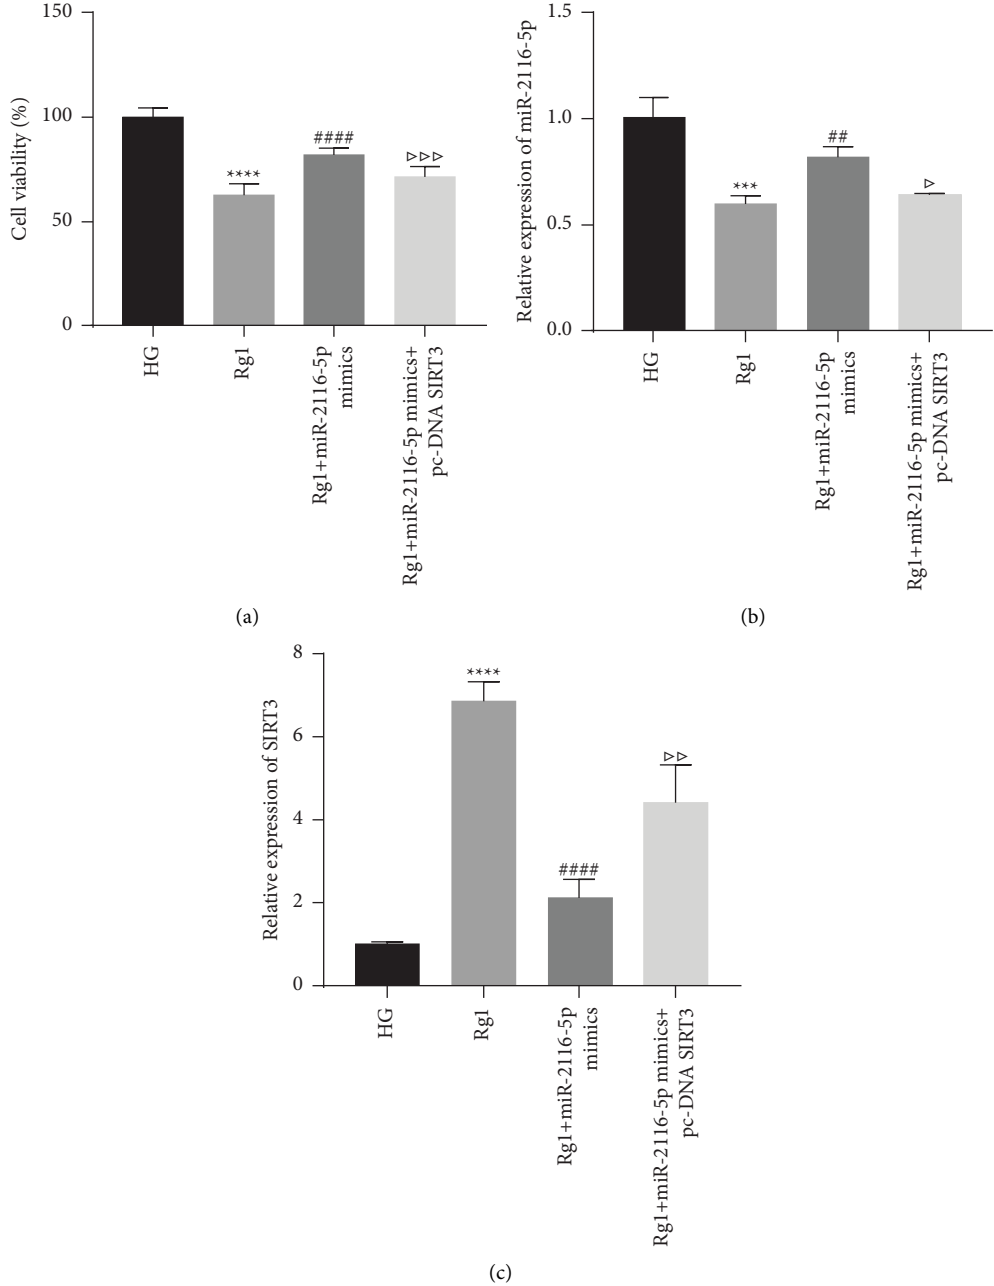 150
100
50
0
Cell viability (%)
****
####
▷▷▷
HG
Rg1
Rg1+miR-2116-5p
mimics
Rg1+miR-2116-5p mimics+
pc-DNA SIRT3
(a)
1.5
1.0
0.5
0.0
Relative expression of miR-2116-5p
***
##
▷
HG
Rg1
Rg1+miR-2116-5p
mimics
Rg1+miR-2116-5p mimics+
pc-DNA SIRT3
(b)
8
6
4
2
0
Relative expression of SIRT3
****
####
▷▷
HG
Rg1
Rg1+miR-2116-5p
mimics
Rg1+miR-2116-5p mimics+
pc-DNA SIRT3
(c)